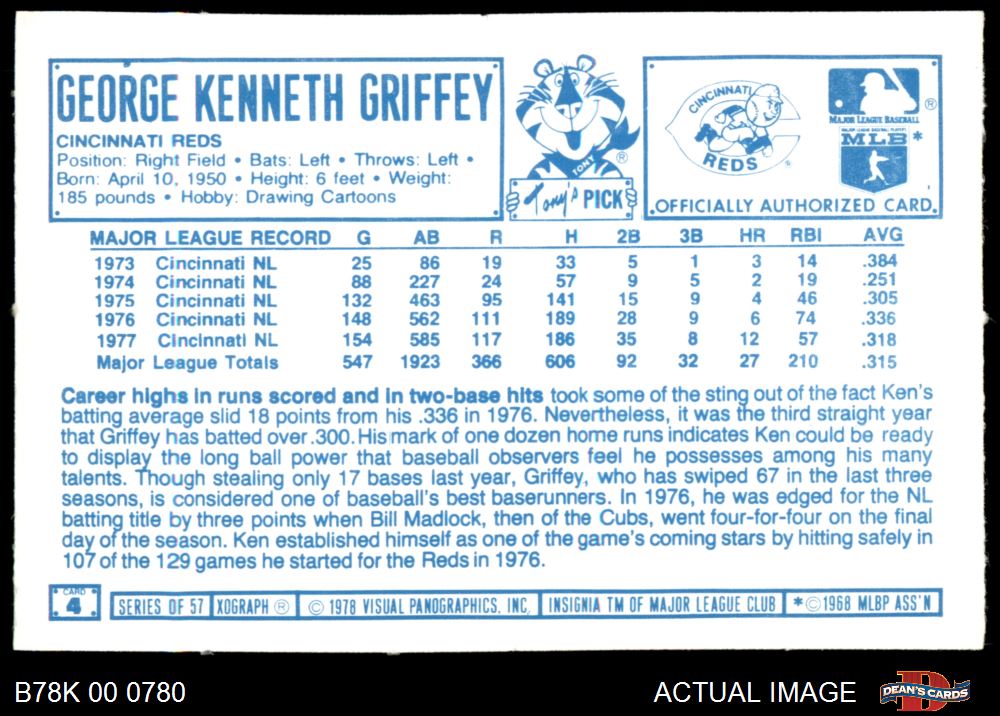 GEORGE KENNETH GRIFFEY
CINCINNATI REDS
Position: Right Field • Bats: Left • Throws: Left •
Born: April 10, 1950 • Height: 6 feet • Weight:
185 pounds • Hobby: Drawing Cartoons
TONY
®
Tony's PICK
CINCINNATI
REDS
®
MAJOR LEAGUE BASEBALL
MLB *
OFFICIALLY AUTHORIZED CARD.
MAJOR LEAGUE RECORD G AB R H 2B 3B HR RBI AVG
1973 Cincinnati NL 25 86 19 33 5 1 3 14 .384
1974 Cincinnati NL 88 227 24 57 9 5 2 19 .251
1975 Cincinnati NL 132 463 95 141 15 9 4 46 .305
1976 Cincinnati NL 148 562 111 189 28 9 6 74 .336
1977 Cincinnati NL 154 585 117 186 35 8 12 57 .318
Major League Totals 547 1923 366 606 92 32 27 210 .315
Career highs in runs scored and in two-base hits took some of the sting out of the fact Ken's
batting average slid 18 points from his .336 in 1976. Nevertheless, it was the third straight year
that Griffey has batted over .300. His mark of one dozen home runs indicates Ken could be ready
to display the long ball power that baseball observers feel he possesses among his many
talents. Though stealing only 17 bases last year, Griffey, who has swiped 67 in the last three
seasons, is considered one of baseball's best baserunners. In 1976, he was edged for the NL
batting title by three points when Bill Madlock, then of the Cubs, went four-for-four on the final
day of the season. Ken established himself as one of the game's coming stars by hitting safely in
107 of the 129 games he started for the Reds in 1976.
CARD
4
SERIES OF 57 XOGRAPH ® © 1978 VISUAL PANOGRAPHICS, INC. INSIGNIA TM OF MAJOR LEAGUE CLUB *©1968 MLBP ASS'N
B78K 00 0780
ACTUAL IMAGE
DEAN'S CARDS